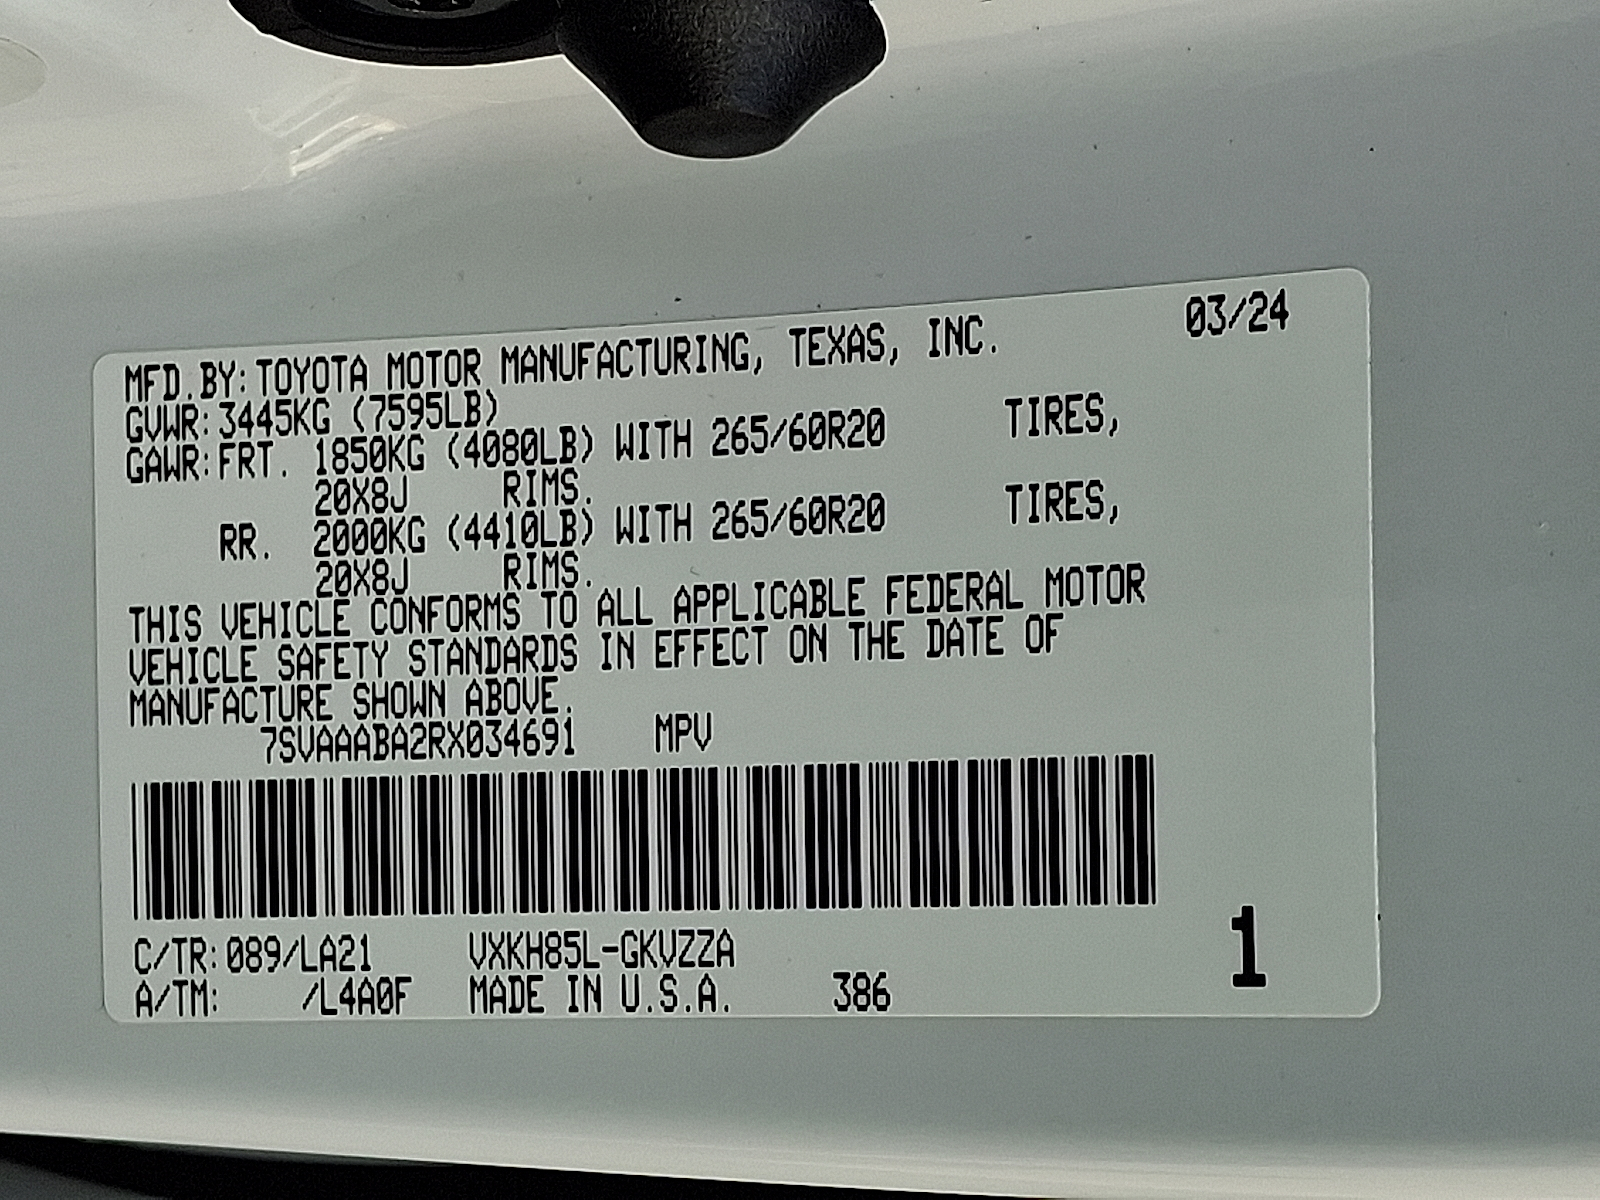 03/24
MFD.BY:TOYOTA MOTOR MANUFACTURING, TEXAS, INC.
GVWR:3445KG (7595LB)
GAWR:FRT. 1850KG (4080LB) WITH 265/60R20 TIRES,
20X8J RIMS.
RR. 2000KG (4410LB) WITH 265/60R20 TIRES,
20X8J RIMS.
THIS VEHICLE CONFORMS TO ALL APPLICABLE FEDERAL MOTOR
VEHICLE SAFETY STANDARDS IN EFFECT ON THE DATE OF
MANUFACTURE SHOWN ABOVE.
7SVAAABA2RX034691 MPV
C/TR:089/LA21 VXKH85L-GKVZZA
A/TM: /L4A0F MADE IN U.S.A. 386
1